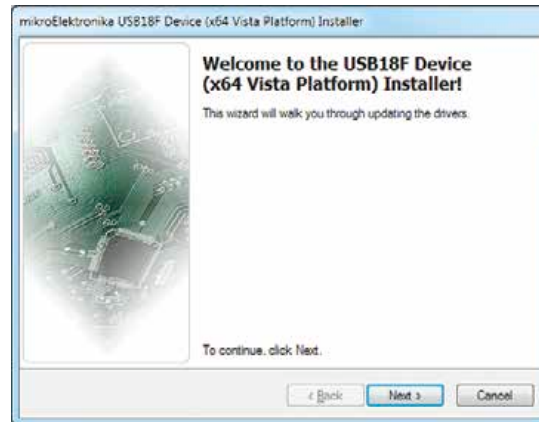 mikroElektronika USB18F Device (x64 Vista Platform) Installer
Welcome to the USB18F Device
(x64 Vista Platform) Installer!
This wizard will walk you through updating the drivers.
To continue, click Next.
< Back Next > Cancel